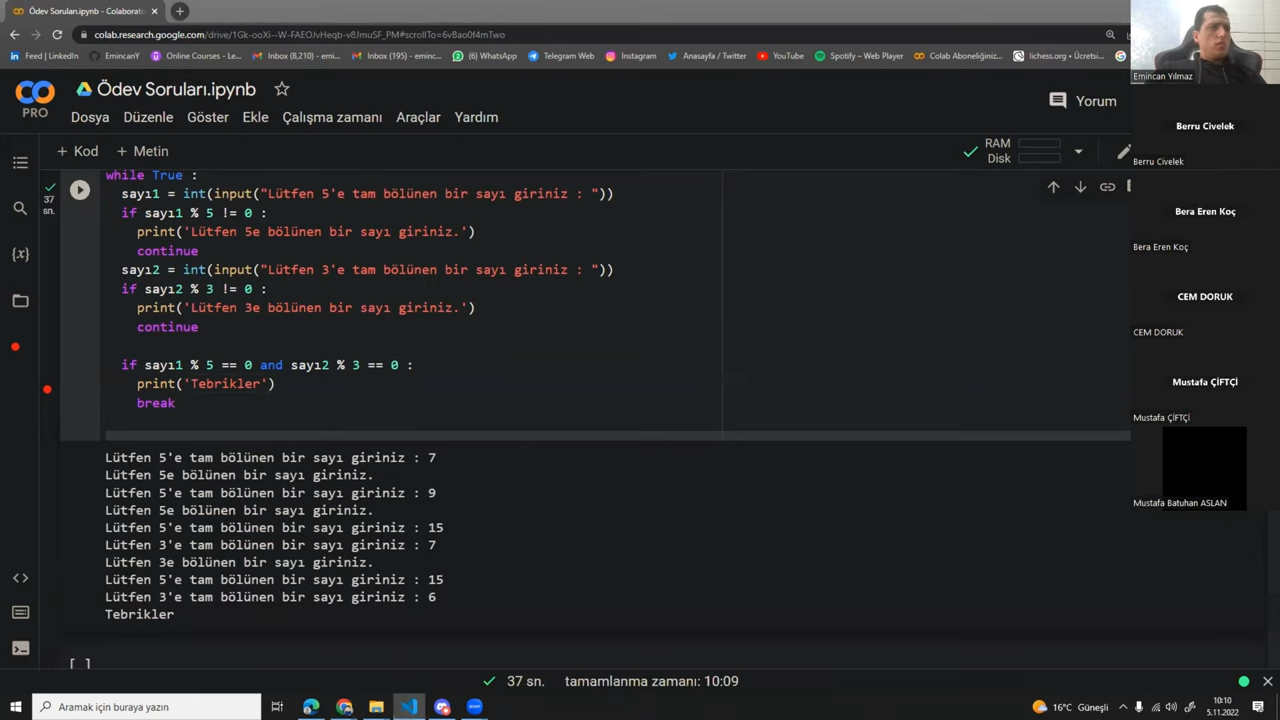 Ödev Soruları.ipynb - Colaborato
colab.research.google.com/drive/1Gk-ooXi--W-FAEOJvHeqb-v8JmuSF_PM#scrollTo=6vBao0f4mTwo
Feed | LinkedIn
EmincanY
Online Courses - Le...
Inbox (8,210) - emi...
Inbox (195) - eminc...
(6) WhatsApp
Telegram Web
Instagram
Anasayfa / Twitter
YouTube
Spotify – Web Player
Colab Aboneliğiniz...
lichess.org • Ücretsi...
Emincan Yılmaz
PRO
Ödev Soruları.ipynb
Yorum
Dosya Düzenle Göster Ekle Çalışma zamanı Araçlar Yardım
Berru Civelek
Berru Civelek
+ Kod + Metin
RAM
Disk
37
sn.
while True :
sayı1 = int(input("Lütfen 5'e tam bölünen bir sayı giriniz : "))
if sayı1 % 5 != 0 :
print('Lütfen 5e bölünen bir sayı giriniz.')
continue
sayı2 = int(input("Lütfen 3'e tam bölünen bir sayı giriniz : "))
if sayı2 % 3 != 0 :
print('Lütfen 3e bölünen bir sayı giriniz.')
continue
if sayı1 % 5 == 0 and sayı2 % 3 == 0 :
print('Tebrikler')
break
Bera Eren Koç
Bera Eren Koç
CEM DORUK
CEM DORUK
Mustafa ÇİFTÇİ
Mustafa ÇİFTÇİ
Mustafa Batuhan ASLAN
Lütfen 5'e tam bölünen bir sayı giriniz : 7
Lütfen 5e bölünen bir sayı giriniz.
Lütfen 5'e tam bölünen bir sayı giriniz : 9
Lütfen 5e bölünen bir sayı giriniz.
Lütfen 5'e tam bölünen bir sayı giriniz : 15
Lütfen 3'e tam bölünen bir sayı giriniz : 7
Lütfen 3e bölünen bir sayı giriniz.
Lütfen 5'e tam bölünen bir sayı giriniz : 15
Lütfen 3'e tam bölünen bir sayı giriniz : 6
Tebrikler
[ ]
37 sn. tamamlanma zamanı: 10:09
Aramak için buraya yazın
16°C Güneşli
10:10
5.11.2022